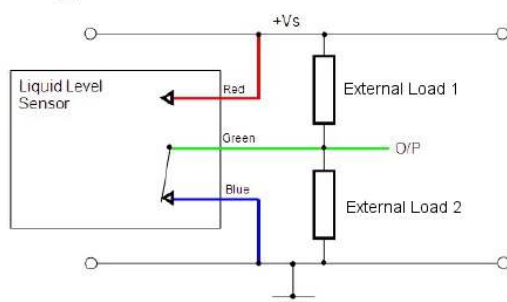 +Vs
Liquid Level
Sensor
Red
External Load 1
Green
O/P
Blue
External Load 2